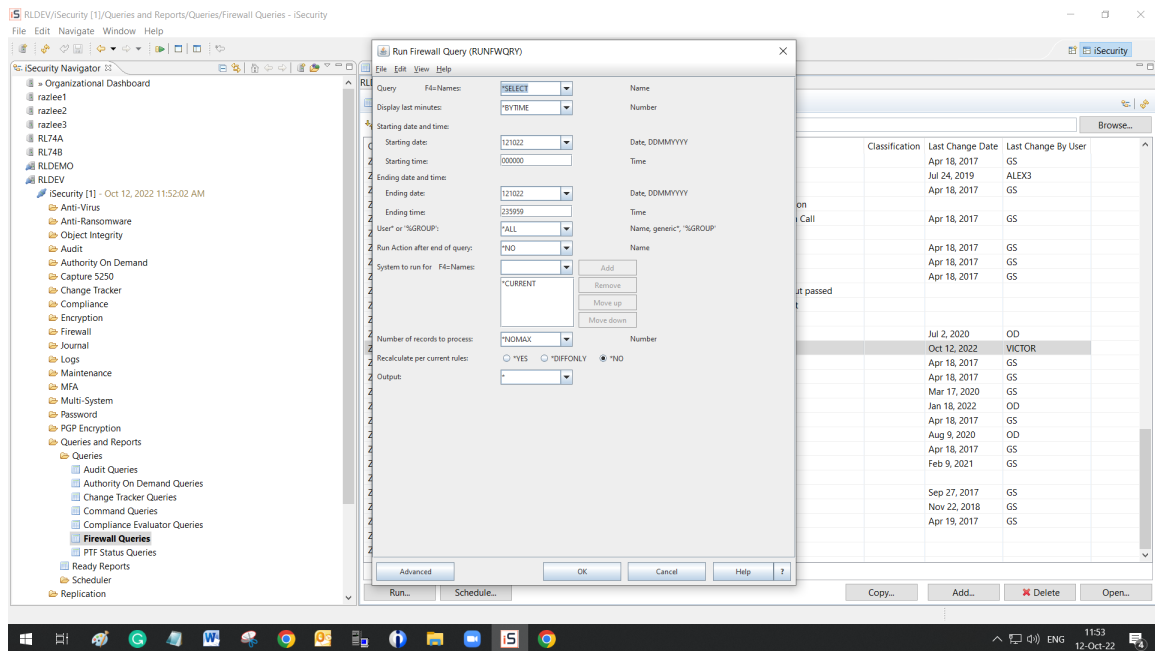 RLDEV/iSecurity [1]/Queries and Reports/Queries/Firewall Queries - iSecurity
File Edit Navigate Window Help
iSecurity
iSecurity Navigator
» Organizational Dashboard
razlee1
razlee2
razlee3
RL74A
RL74B
RLDEMO
RLDEV
iSecurity [1] - Oct 12, 2022 11:52:02 AM
Anti-Virus
Anti-Ransomware
Object Integrity
Audit
Authority On Demand
Capture 5250
Change Tracker
Compliance
Encryption
Firewall
Journal
Logs
Maintenance
MFA
Multi-System
Password
PGP Encryption
Queries and Reports
Queries
Audit Queries
Authority On Demand Queries
Change Tracker Queries
Command Queries
Compliance Evaluator Queries
Firewall Queries
PTF Status Queries
Ready Reports
Scheduler
Replication
Run Firewall Query (RUNFWQRY)
File Edit View Help
Query F4=Names: *SELECT Name
Display last minutes: *BYTIME Number
Starting date and time:
Starting date: 121022 Date, DDMMYYYY
Starting time: 000000 Time
Ending date and time:
Ending date: 121022 Date, DDMMYYYY
Ending time: 235959 Time
User* or '%GROUP': *ALL Name, generic*, '%GROUP'
Run Action after end of query: *NO Name
System to run for F4=Names: Add
*CURRENT Remove
Move up
Move down
Number of records to process: *NOMAX Number
Recalculate per current rules: *YES *DIFFONLY *NO
Output: *
Advanced OK Cancel Help ?
Browse...
Classification Last Change Date Last Change By User
Apr 18, 2017 GS
Jul 24, 2019 ALEX3
Apr 18, 2017 GS
on
Call Apr 18, 2017 GS
Apr 18, 2017 GS
Apr 18, 2017 GS
Apr 18, 2017 GS
ut passed
t
Jul 2, 2020 OD
Oct 12, 2022 VICTOR
Apr 18, 2017 GS
Apr 18, 2017 GS
Mar 17, 2020 GS
Jan 18, 2022 OD
Apr 18, 2017 GS
Aug 9, 2020 OD
Apr 18, 2017 GS
Feb 9, 2021 GS
Sep 27, 2017 GS
Nov 22, 2018 GS
Apr 19, 2017 GS
Run... Schedule... Copy... Add... Delete Open...
ENG 11:53
12-Oct-22